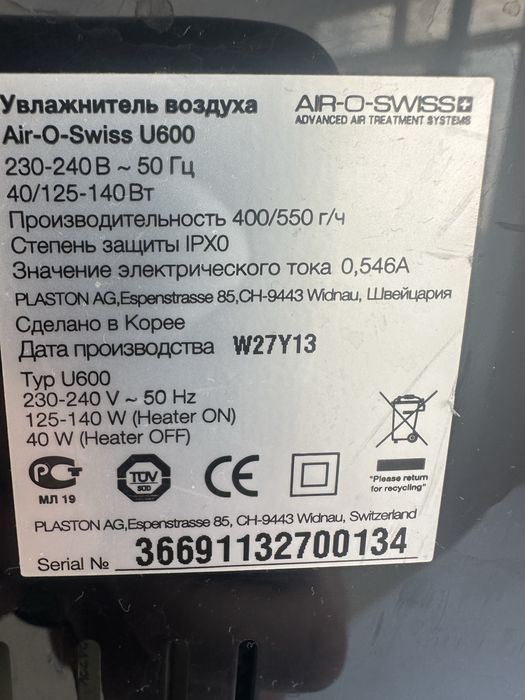 Увлажнитель воздуха
AIR-O-SWISS
ADVANCED AIR TREATMENT SYSTEMS
Air-O-Swiss U600
230-240 В ~ 50 Гц
40/125-140 Вт
Производительность 400/550 г/ч
Степень защиты IPX0
Значение электрического тока 0,546А
PLASTON AG,Espenstrasse 85,CH-9443 Widnau, Швейцария
Сделано в Корее
Дата производства W27Y13
Typ U600
230-240 V ~ 50 Hz
125-140 W (Heater ON)
40 W (Heater OFF)
РСТ
МЛ 19
TÜV
SÜD
CE
"Please return
for recycling"
PLASTON AG,Espenstrasse 85, CH-9443 Widnau, Switzerland
Serial № 36691132700134